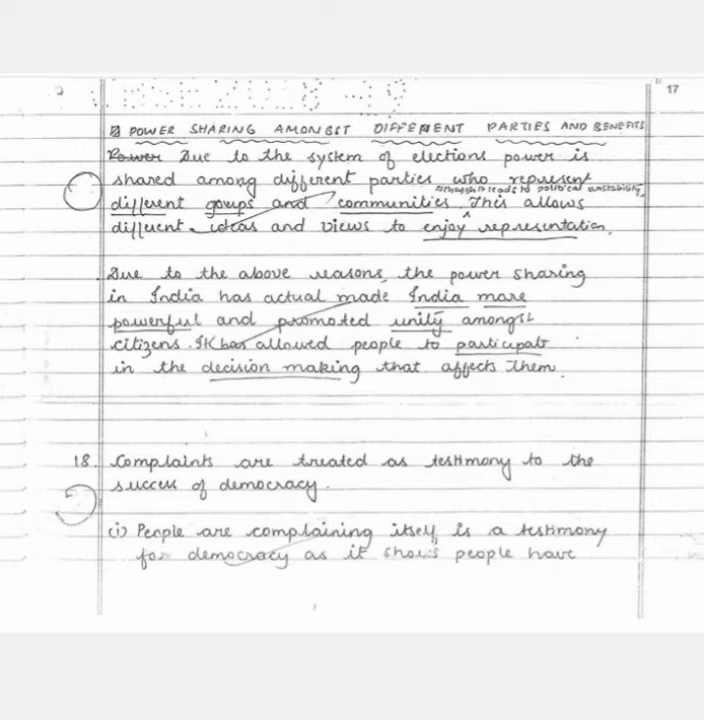 CBSE 2018-19
17
POWER SHARING AMONGST DIFFERENT PARTIES AND BENEFITS
Power Due to the system of elections power is
shared among different parties who represent
although it leads to political instability,
different groups and communities. This allows
different ideas and views to enjoy representation.
Due to the above reasons, the power sharing
in India has actual made India more
powerful and promoted unity amongst
citizens. It has allowed people to participate
in the decision making that affects them.
18. Complaints are treated as testimony to the
success of democracy.
(i) People are complaining itself is a testimony
for democracy as it shows people have